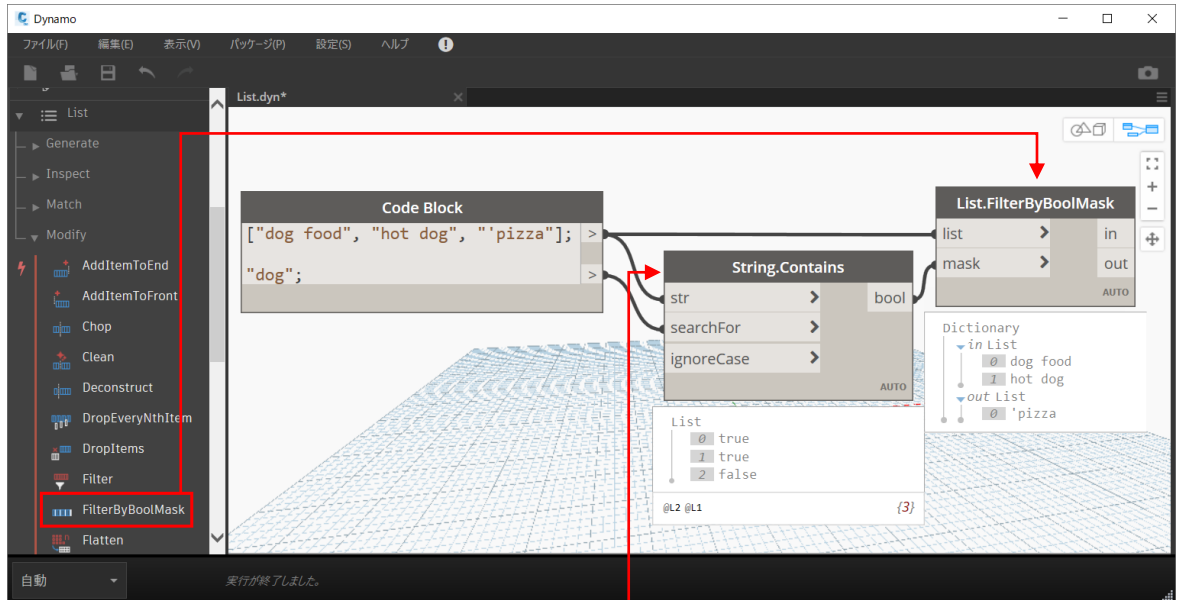 Dynamo
ファイル(F) 編集(E) 表示(V) パッケージ(P) 設定(S) ヘルプ
List.dyn*
List
Generate
Inspect
Match
Modify
AddItemToEnd
AddItemToFront
Chop
Clean
Deconstruct
DropEveryNthItem
DropItems
Filter
FilterByBoolMask
Flatten
Code Block
["dog food", "hot dog", "'pizza"]; >
"dog"; >
String.Contains
str > bool
searchFor >
ignoreCase >
AUTO
List
0 true
1 true
2 false
@L2 @L1 {3}
List.FilterByBoolMask
list > in
mask > out
AUTO
Dictionary
in List
0 dog food
1 hot dog
out List
0 'pizza
自動
実行が終了しました。